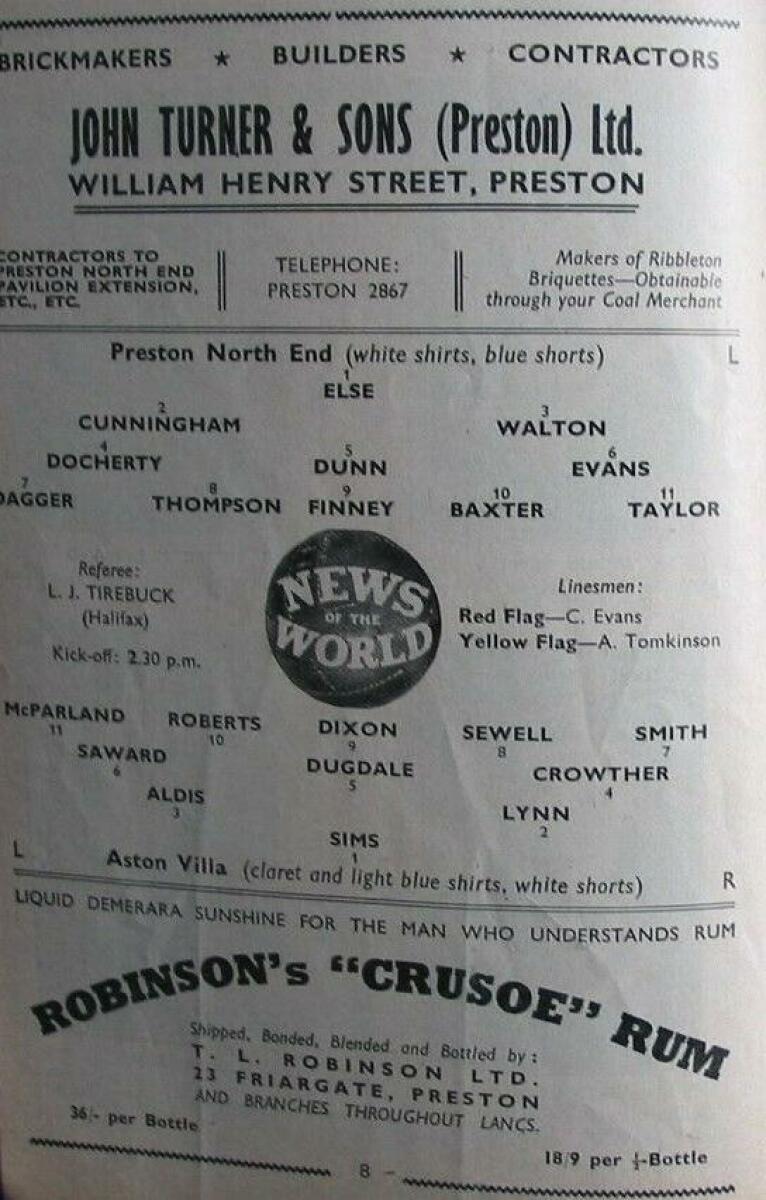 BRICKMAKERS ★ BUILDERS ★ CONTRACTORS
JOHN TURNER & SONS (Preston) Ltd.
WILLIAM HENRY STREET, PRESTON
CONTRACTORS TO
PRESTON NORTH END
PAVILION EXTENSION,
ETC., ETC.
TELEPHONE:
PRESTON 2867
Makers of Ribbleton
Briquettes—Obtainable
through your Coal Merchant
Preston North End (white shirts, blue shorts) L
1
ELSE
2 3
CUNNINGHAM WALTON
4 5 6
DOCHERTY DUNN EVANS
7 8 9 10 11
DAGGER THOMPSON FINNEY BAXTER TAYLOR
Referee:
L. J. TIREBUCK
(Halifax)
Kick-off: 2.30 p.m.
NEWS
OF THE
WORLD
Linesmen:
Red Flag—C. Evans
Yellow Flag—A. Tomkinson
McPARLAND ROBERTS DIXON SEWELL SMITH
11 10 9 8 7
SAWARD DUGDALE CROWTHER
6 5 4
ALDIS LYNN
3 2
SIMS
1
L Aston Villa (claret and light blue shirts, white shorts) R
LIQUID DEMERARA SUNSHINE FOR THE MAN WHO UNDERSTANDS RUM
ROBINSON's "CRUSOE" RUM
Shipped, Bonded, Blended and Bottled by:
T. L. ROBINSON LTD.
23 FRIARGATE, PRESTON
AND BRANCHES THROUGHOUT LANCS.
36/- per Bottle
18/9 per ½-Bottle
8 –